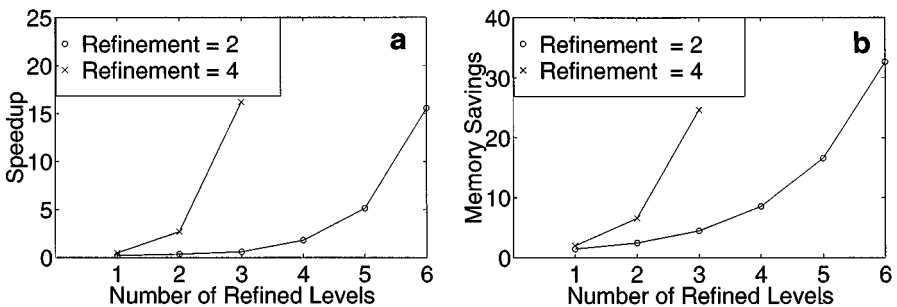 a
Refinement = 2
Refinement = 4
Speedup
25
20
15
10
5
0
1 2 3 4 5 6
Number of Refined Levels
b
Refinement = 2
Refinement = 4
Memory Savings
40
30
20
10
0
1 2 3 4 5 6
Number of Refined Levels